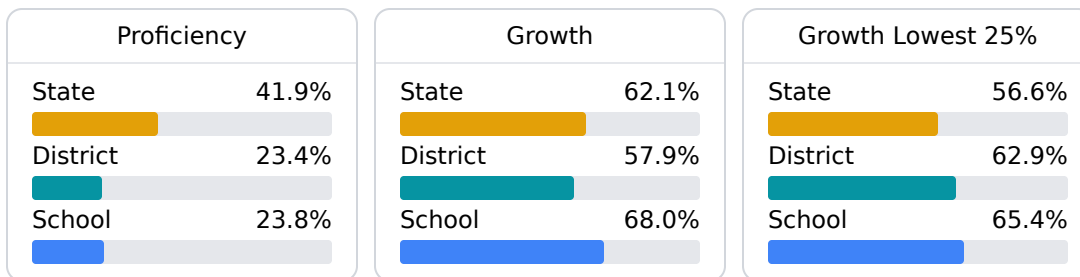 Proficiency
State 41.9%
District 23.4%
School 23.8%
Growth
State 62.1%
District 57.9%
School 68.0%
Growth Lowest 25%
State 56.6%
District 62.9%
School 65.4%